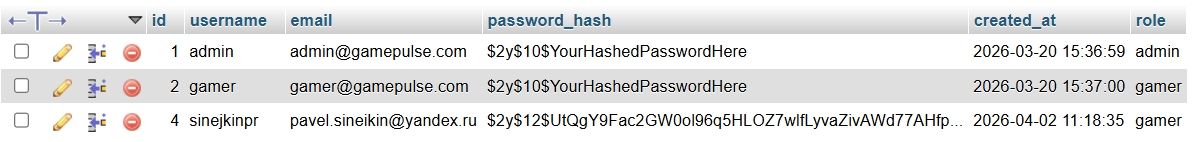 id username email password_hash created_at role
1 admin admin@gamepulse.com $2y$10$YourHashedPasswordHere 2026-03-20 15:36:59 admin
2 gamer gamer@gamepulse.com $2y$10$YourHashedPasswordHere 2026-03-20 15:37:00 gamer
4 sinejkinpr pavel.sineikin@yandex.ru $2y$12$UtQgY9Fac2GW0ol96q5HLOZ7wlfLyvaZivAWd77AHfp... 2026-04-02 11:18:35 gamer